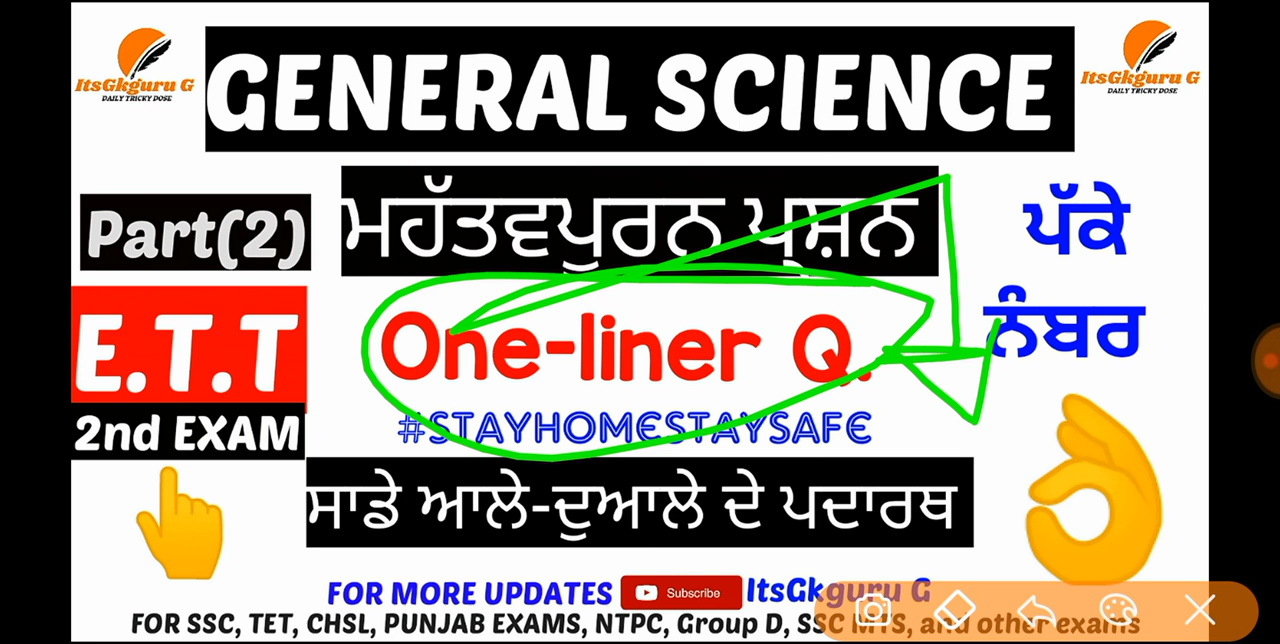 ItsGkguru G
DAILY TRICKY DOSE
GENERAL SCIENCE
ItsGkguru G
DAILY TRICKY DOSE
Part(2)
ਮਹੱਤਵਪੂਰਨ ਪ੍ਰਸ਼ਨ
ਪੱਕੇ
ਨੰਬਰ
E.T.T
2nd EXAM
One-liner Q.
#STAYHOMESTAYSAFE
ਸਾਡੇ ਆਲੇ-ਦੁਆਲੇ ਦੇ ਪਦਾਰਥ
FOR MORE UPDATES Subscribe ItsGkguru G
FOR SSC, TET, CHSL, PUNJAB EXAMS, NTPC, Group D, SSC MTS, and other exams